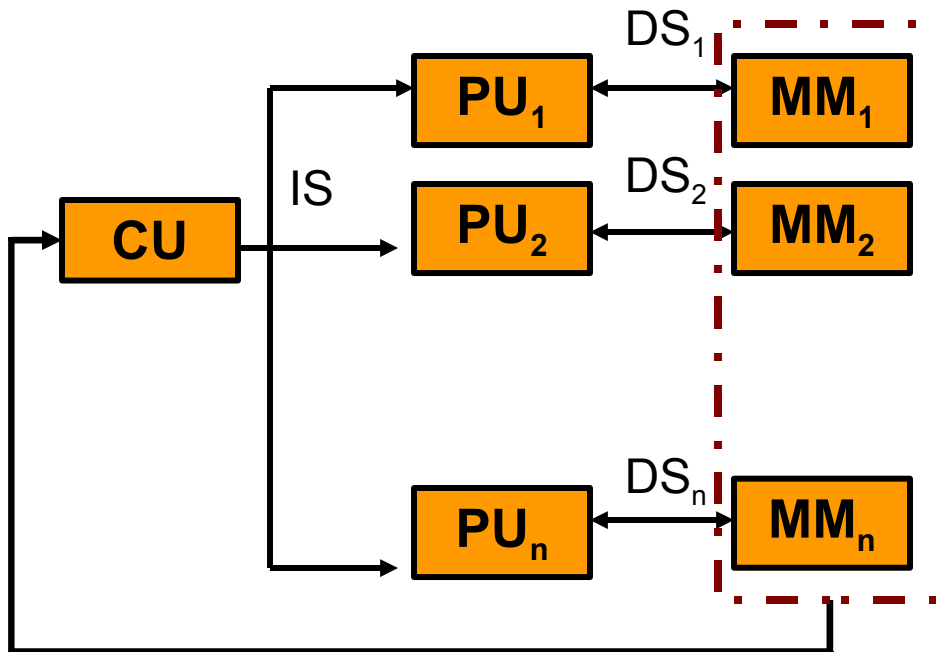 DS₁
PU₁
MM₁
IS
DS₂
CU
PU₂
MM₂
DSₙ
PUₙ
MMₙ